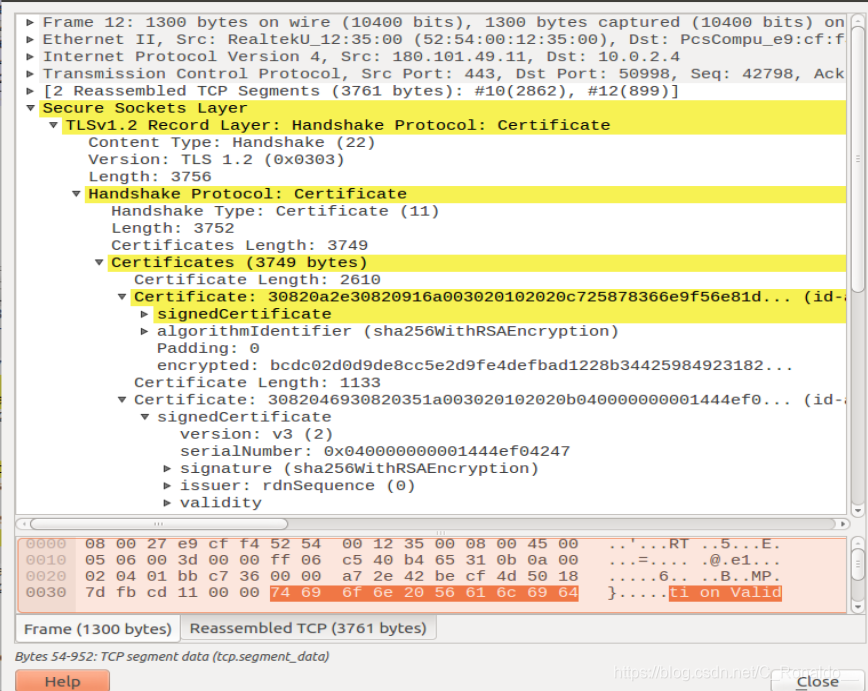 Frame 12: 1300 bytes on wire (10400 bits), 1300 bytes captured (10400 bits) on
Ethernet II, Src: RealtekU_12:35:00 (52:54:00:12:35:00), Dst: PcsCompu_e9:cf:f
Internet Protocol Version 4, Src: 180.101.49.11, Dst: 10.0.2.4
Transmission Control Protocol, Src Port: 443, Dst Port: 50998, Seq: 42798, Ack
[2 Reassembled TCP Segments (3761 bytes): #10(2862), #12(899)]
Secure Sockets Layer
TLSv1.2 Record Layer: Handshake Protocol: Certificate
Content Type: Handshake (22)
Version: TLS 1.2 (0x0303)
Length: 3756
Handshake Protocol: Certificate
Handshake Type: Certificate (11)
Length: 3752
Certificates Length: 3749
Certificates (3749 bytes)
Certificate Length: 2610
Certificate: 30820a2e30820916a003020102020c725878366e9f56e81d... (id-a
signedCertificate
algorithmIdentifier (sha256WithRSAEncryption)
Padding: 0
encrypted: bcdc02d0d9de8cc5e2d9fe4defbad1228b34425984923182...
Certificate Length: 1133
Certificate: 3082046930820351a003020102020b040000000001444ef0... (id-a
signedCertificate
version: v3 (2)
serialNumber: 0x040000000001444ef04247
signature (sha256WithRSAEncryption)
issuer: rdnSequence (0)
validity
0000 08 00 27 e9 cf f4 52 54 00 12 35 00 08 00 45 00 ..'...RT ..5...E.
0010 05 06 00 3d 00 00 ff 06 c5 40 b4 65 31 0b 0a 00 ...=.... .@.e1...
0020 02 04 01 bb c7 36 00 00 a7 2e 42 be cf 4d 50 18 .....6.. ..B..MP.
0030 7d fb cd 11 00 00 74 69 6f 6e 20 56 61 6c 69 64 }.....ti on Valid
Frame (1300 bytes) Reassembled TCP (3761 bytes)
Bytes 54-952: TCP segment data (tcp.segment_data)
Help Close